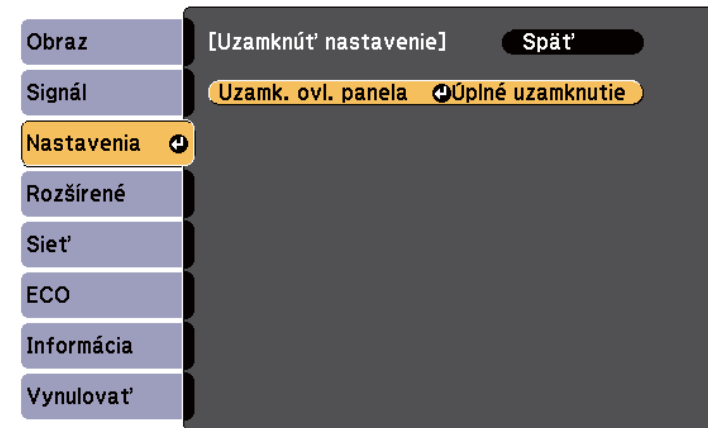 Obraz
Signál
Nastavenia
Rozšírené
Sieť
ECO
Informácia
Vynulovať
[Uzamknúť nastavenie] Späť
Uzamk. ovl. panela Úplné uzamknutie